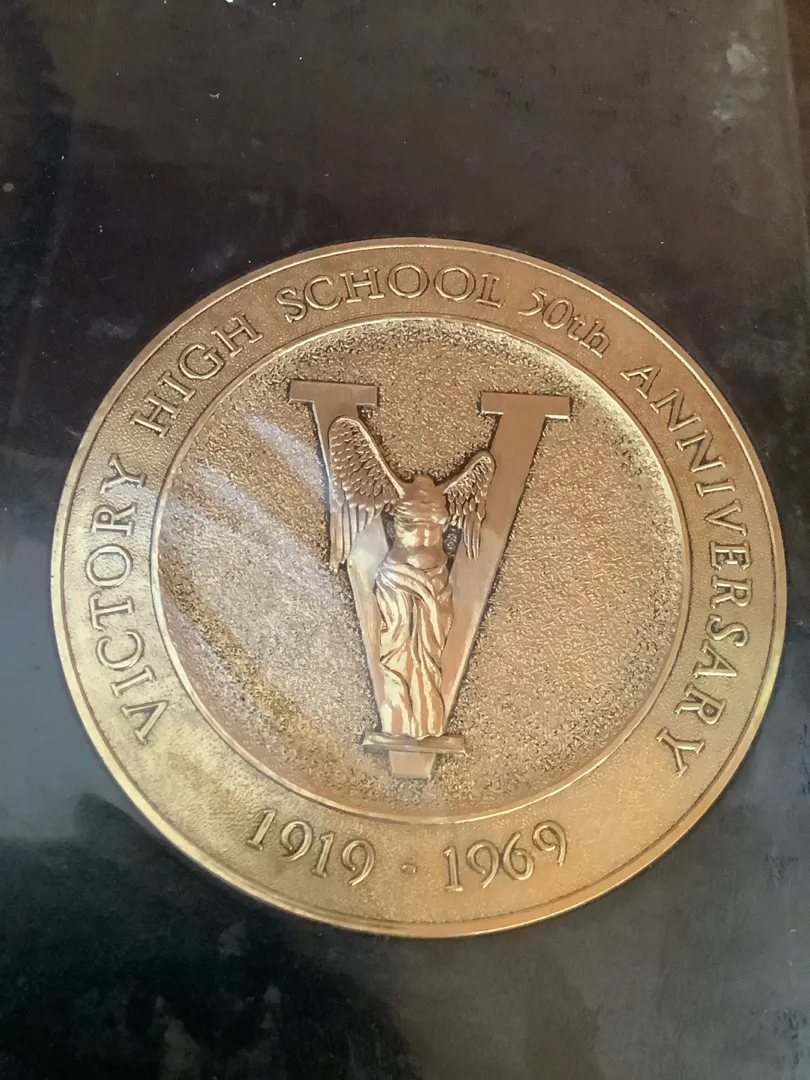 VICTORY HIGH SCHOOL 50th ANNIVERSARY
V
1919 - 1969